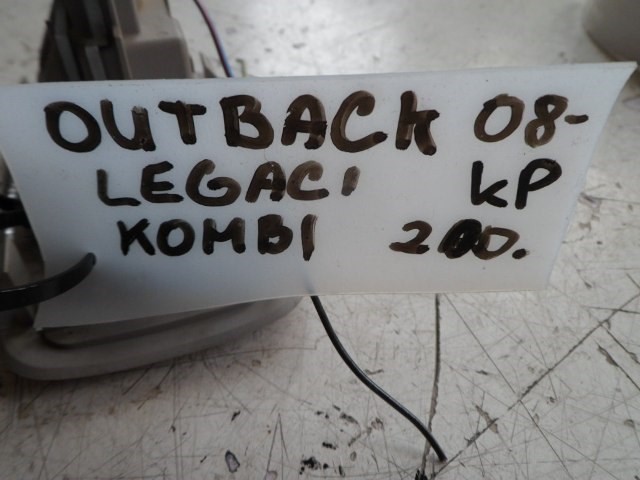 OUTBACK 08-
LEGACI KP
KOMBI 200.